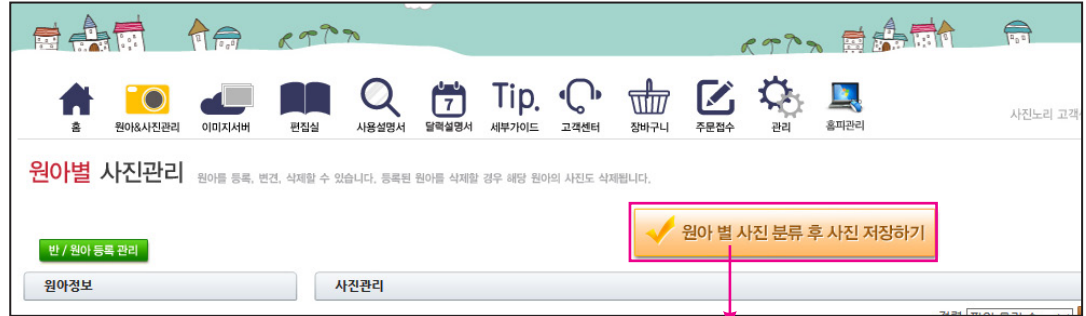 7
Tip.
홈 원아&사진관리 이미지서버 편집실 사용설명서 달력설명서 세부가이드 고객센터 장바구니 주문접수 관리 홈피관리
사진노리 고객
원아별 사진관리 원아를 등록, 변견, 삭제할 수 있습니다. 등록된 원아를 삭제할 경우 해당 원아의 사진도 삭제됩니다.
원아 별 사진 분류 후 사진 저장하기
반 / 원아 등록 관리
원아정보 사진관리